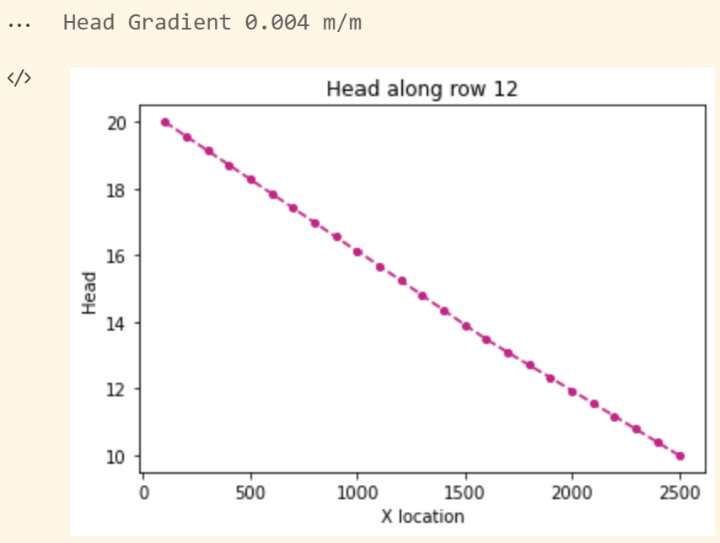 ... Head Gradient 0.004 m/m
</>
Head along row 12
20
18
16
14
12
10
Head
0 500 1000 1500 2000 2500
X location